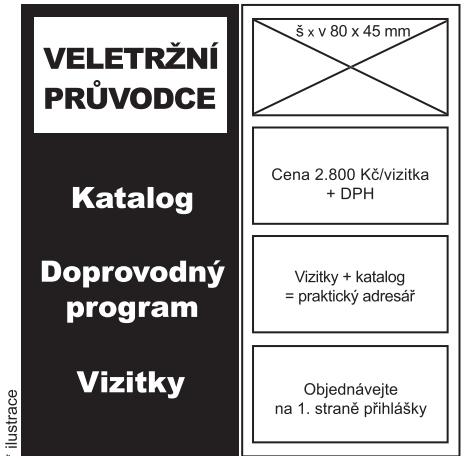 VELETRŽNÍ
PRŮVODCE
Katalog
Doprovodný
program
Vizitky
š x v 80 x 45 mm
Cena 2.800 Kč/vizitka
+ DPH
Vizitky + katalog
= praktický adresář
Objednávejte
na 1. straně přihlášky
* ilustrace